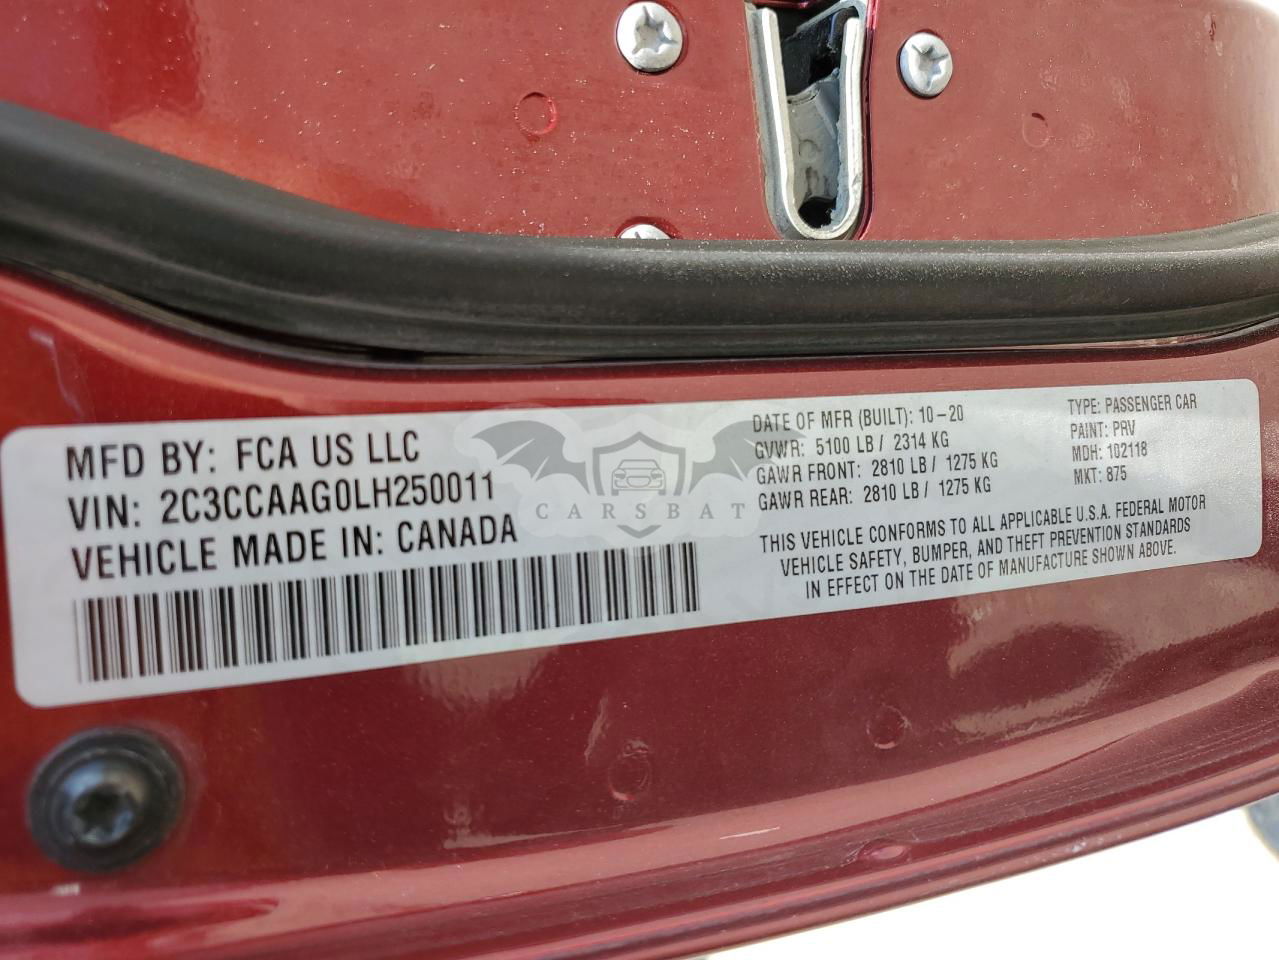 MFD BY: FCA US LLC
VIN: 2C3CCAAG0LH250011
VEHICLE MADE IN: CANADA
CARSBAT
DATE OF MFR (BUILT): 10-20
GVWR: 5100 LB / 2314 KG
GAWR FRONT: 2810 LB / 1275 KG
GAWR REAR: 2810 LB / 1275 KG
TYPE: PASSENGER CAR
PAINT: PRV
MDH: 102118
MKT: 875
THIS VEHICLE CONFORMS TO ALL APPLICABLE U.S.A. FEDERAL MOTOR
VEHICLE SAFETY, BUMPER, AND THEFT PREVENTION STANDARDS
IN EFFECT ON THE DATE OF MANUFACTURE SHOWN ABOVE.